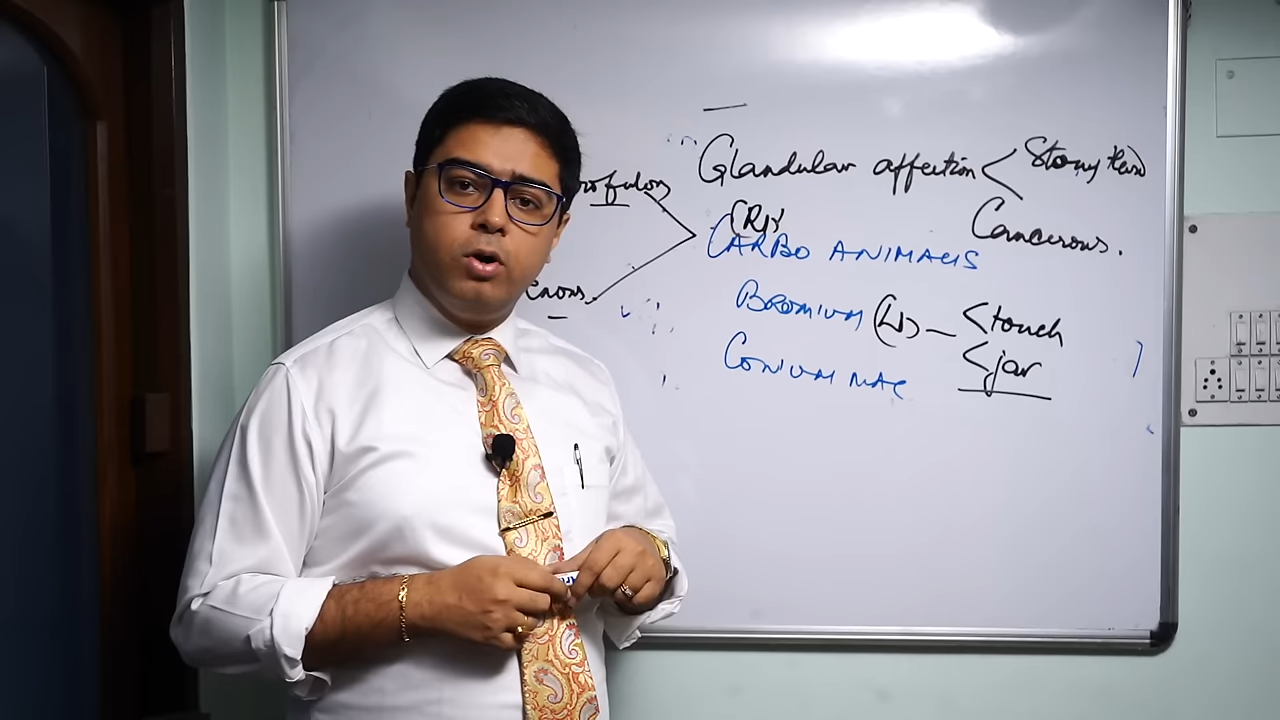 Glandular affection < Stony Hard
Cancerous.
CARBO ANIMALIS
BROMIUM (L) — < touch
< jar
CONIUM MAC